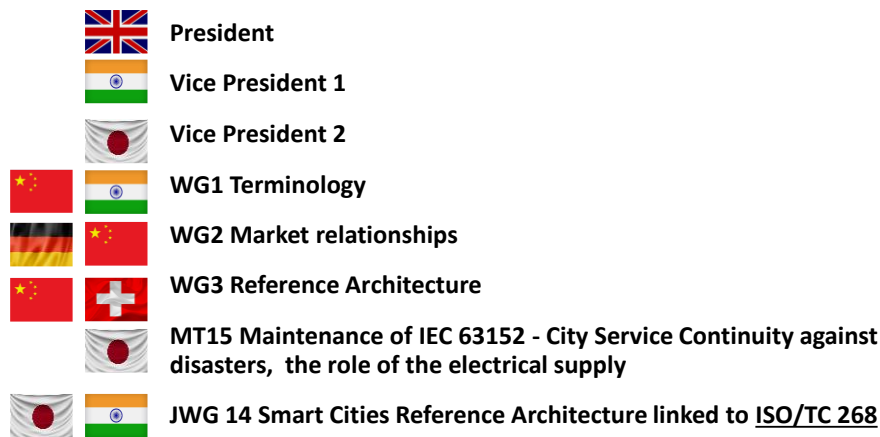 President
Vice President 1
Vice President 2
WG1 Terminology
WG2 Market relationships
WG3 Reference Architecture
MT15 Maintenance of IEC 63152 - City Service Continuity against
disasters, the role of the electrical supply
JWG 14 Smart Cities Reference Architecture linked to ISO/TC 268